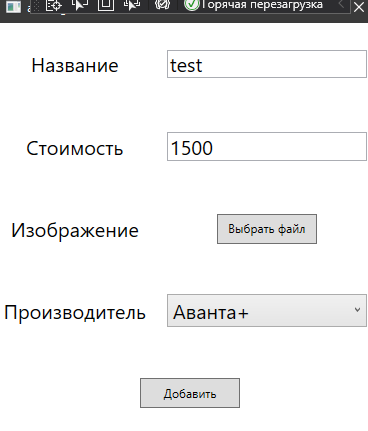 Горячая перезагрузка
Название test
Стоимость 1500
Изображение Выбрать файл
Производитель Аванта+
Добавить